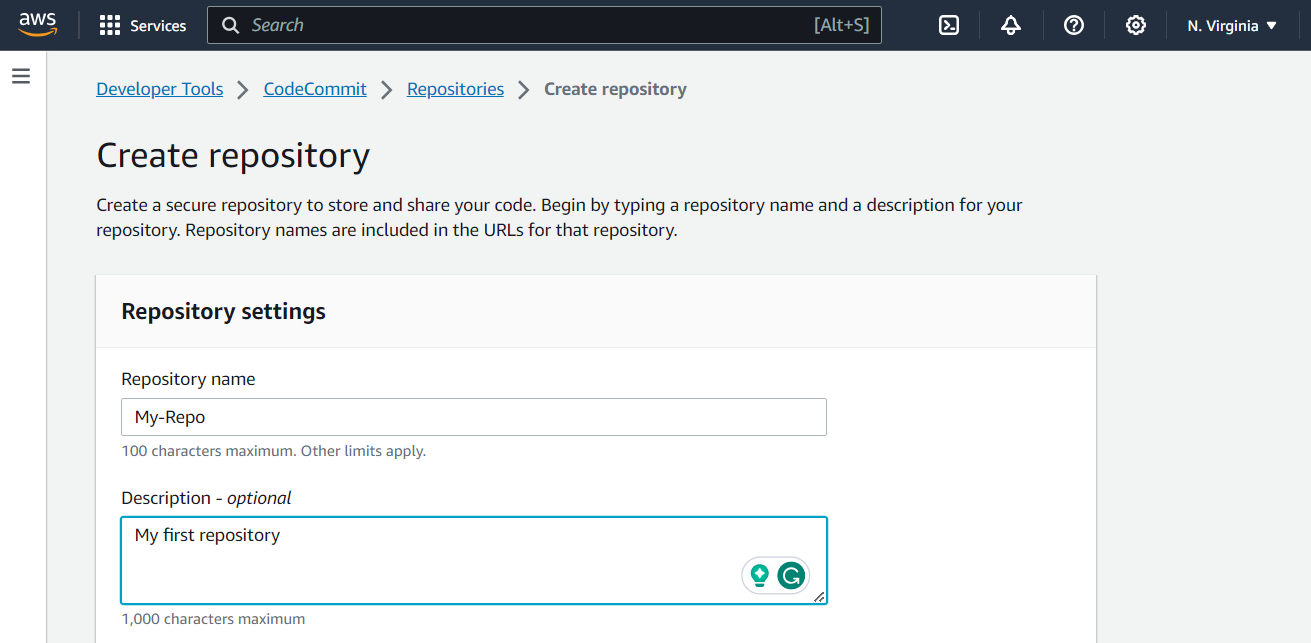 aws Services Search [Alt+S] N. Virginia
Developer Tools CodeCommit Repositories Create repository
Create repository
Create a secure repository to store and share your code. Begin by typing a repository name and a description for your
repository. Repository names are included in the URLs for that repository.
Repository settings
Repository name
My-Repo
100 characters maximum. Other limits apply.
Description - optional
My first repository
1,000 characters maximum